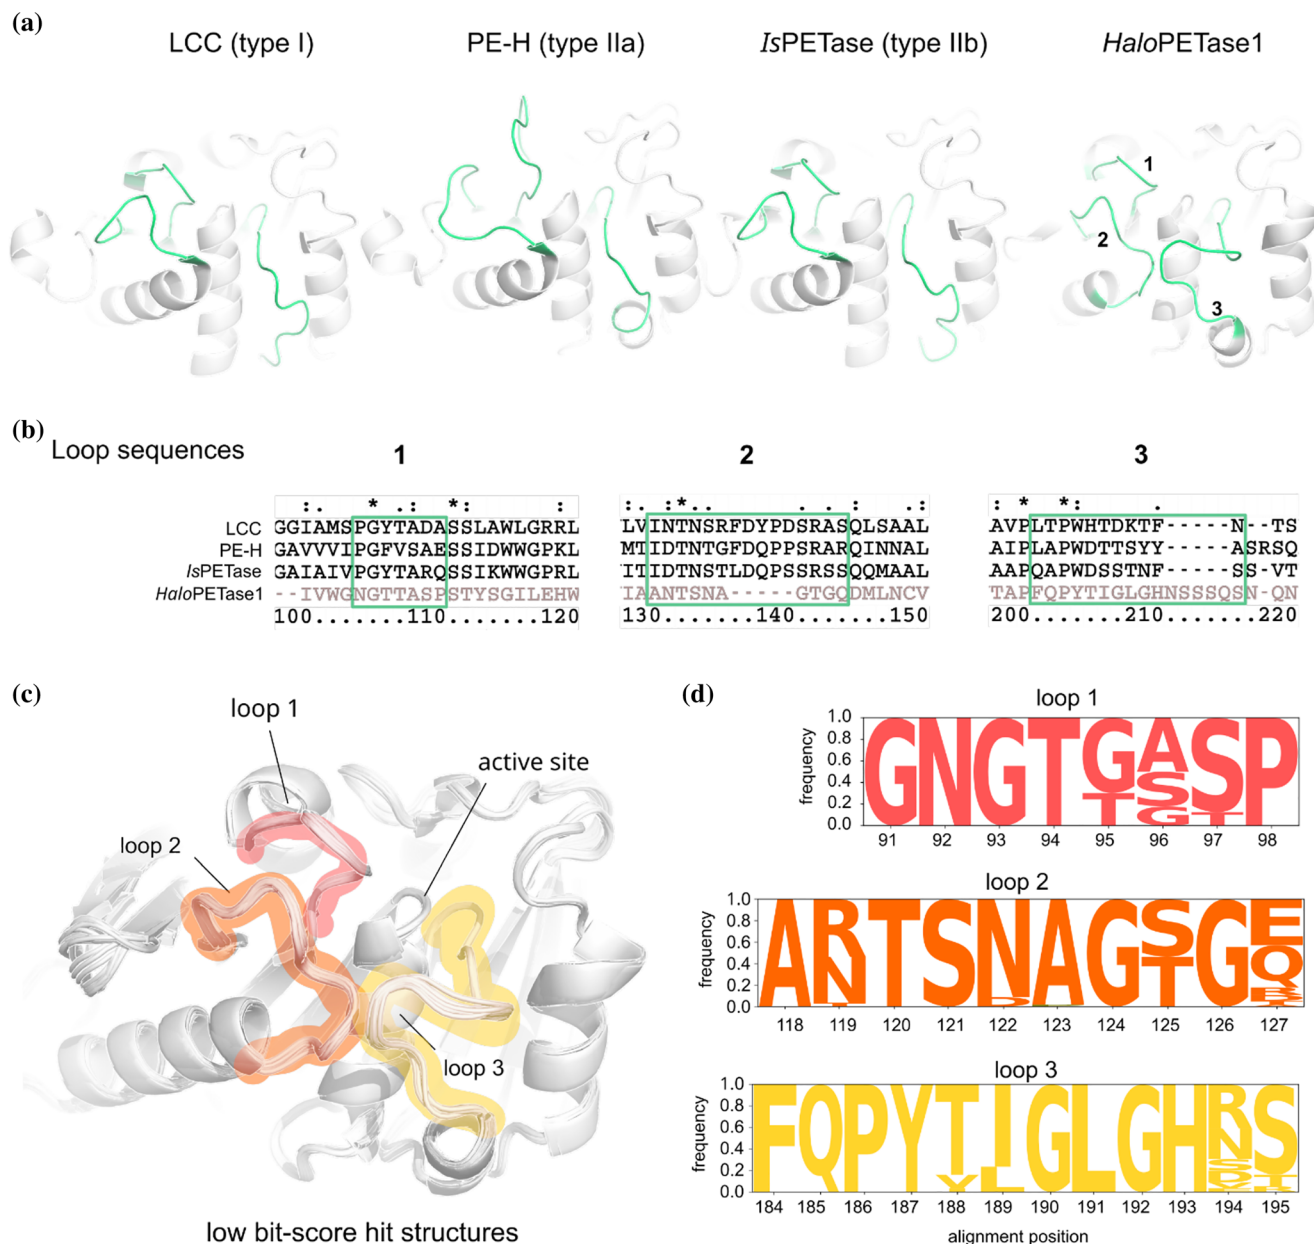 (a)
LCC (type I) PE-H (type IIa) IsPETase (type IIb) HaloPETase1
1
2
3
(b)
Loop sequences 1 2 3
LCC GGIAMSPGYTADASSLAWLGRRL LVINTNSRFDYPDSRASQLSAAL AVPLTPWHTDKTF-----N--TS
PE-H GAVVVIPGFVSAESSIDWWGPKL MTIDTNTGFDQPPSRARQINNAL AIPLAPWDTTSYY-----ASRSQ
IsPETase GAIAIVPGYTARQSSIKWWGPRL ITIDTNSTLDQPSSRSSQQMAAL AAPQAPWDSSTNF-----SS-VT
HaloPETase1 --IVWGNGTTASPSTYSGILEHW IAANTSNA-----GTGQDMLNCV TAPFQPYTIGLGHNSSSQSN-QN
100.......110.......120 130.......140.......150 200.......210.......220
(c)
loop 1
active site
loop 2
loop 3
low bit-score hit structures
(d)
loop 1
frequency
1.0
0.8
0.6
0.4
0.2
0.0
GNGTGASP
TST
G
91 92 93 94 95 96 97 98
loop 2
frequency
1.0
0.8
0.6
0.4
0.2
0.0
ARTSNAGSGE
N T Q
118 119 120 121 122 123 124 125 126 127
loop 3
frequency
1.0
0.8
0.6
0.4
0.2
0.0
FQPYTIGLGHRS
V L N
184 185 186 187 188 189 190 191 192 193 194 195
alignment position